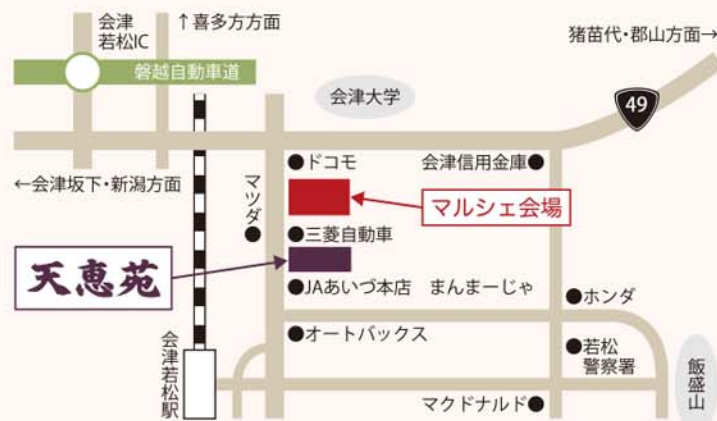 会津
若松IC
↑喜多方方面
猪苗代・郡山方面→
磐越自動車道
会津大学
49
●ドコモ
会津信用金庫●
←会津坂下・新潟方面
マツダ●
マルシェ会場
●三菱自動車
天恵苑
●JAあいづ本店 まんまーじゃ
●ホンダ
●オートバックス
会津若松駅
●若松
警察署
飯盛山
マクドナルド●